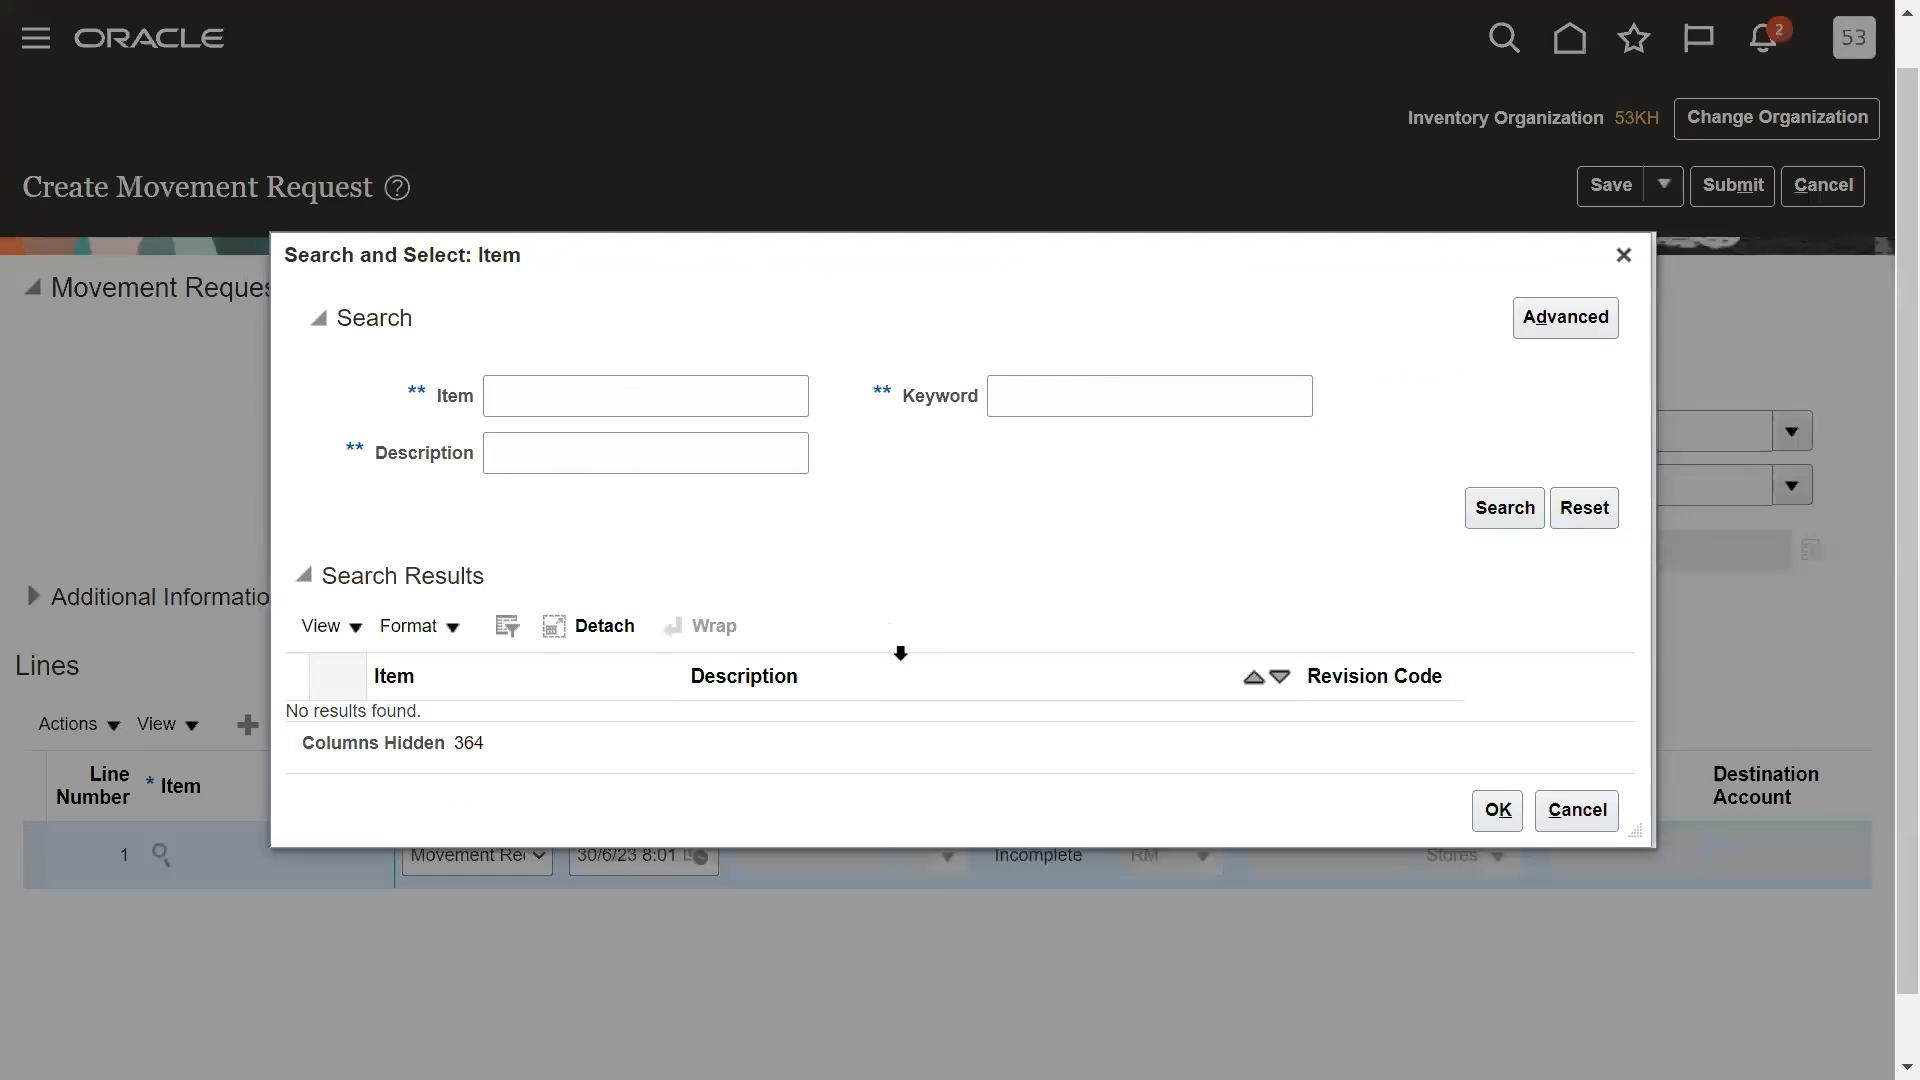 ORACLE
2
53
Inventory Organization 53KH Change Organization
Create Movement Request ?
Save Submit Cancel
Search and Select: Item
Movement Reques
Search
Advanced
** Item
** Keyword
** Description
Search Reset
Search Results
Additional Informatio
View Format Detach Wrap
Lines
Item Description Revision Code
No results found.
Actions View
Columns Hidden 364
Line Number
* Item
Destination Account
OK Cancel
1 Movement Re 30/6/23 8:01 Incomplete RM Stores